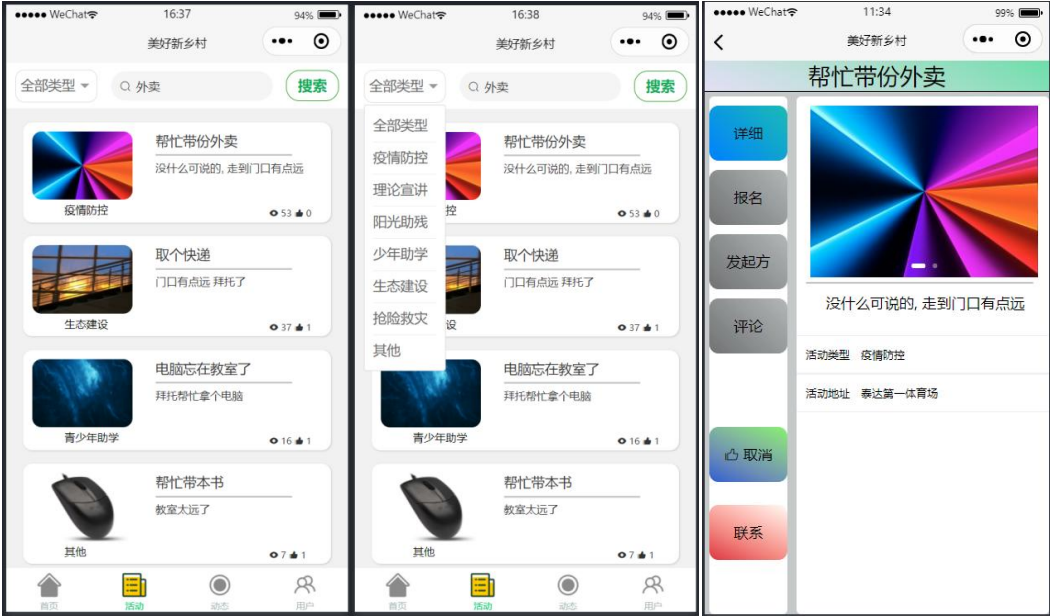 WeChat 16:37 94%
美好新乡村
全部类型 外卖 搜索
帮忙带份外卖
没什么可说的, 走到门口有点远
疫情防控 53 0
取个快递
门口有点远 拜托了
生态建设 37 1
电脑忘在教室了
拜托帮忙拿个电脑
青少年助学 16 1
帮忙带本书
教室太远了
其他 7 1
首页 活动 动态 用户
WeChat 16:38 94%
美好新乡村
全部类型 外卖 搜索
全部类型
疫情防控
理论宣讲
阳光助残
少年助学
生态建设
抢险救灾
其他
帮忙带份外卖
没什么可说的, 走到门口有点远
控 53 0
取个快递
门口有点远 拜托了
设 37 1
电脑忘在教室了
拜托帮忙拿个电脑
青少年助学 16 1
帮忙带本书
教室太远了
其他 7 1
首页 活动 动态 用户
WeChat 11:34 99%
美好新乡村
帮忙带份外卖
详细
报名
发起方
评论
取消
联系
没什么可说的, 走到门口有点远
活动类型 疫情防控
活动地址 泰达第一体育场